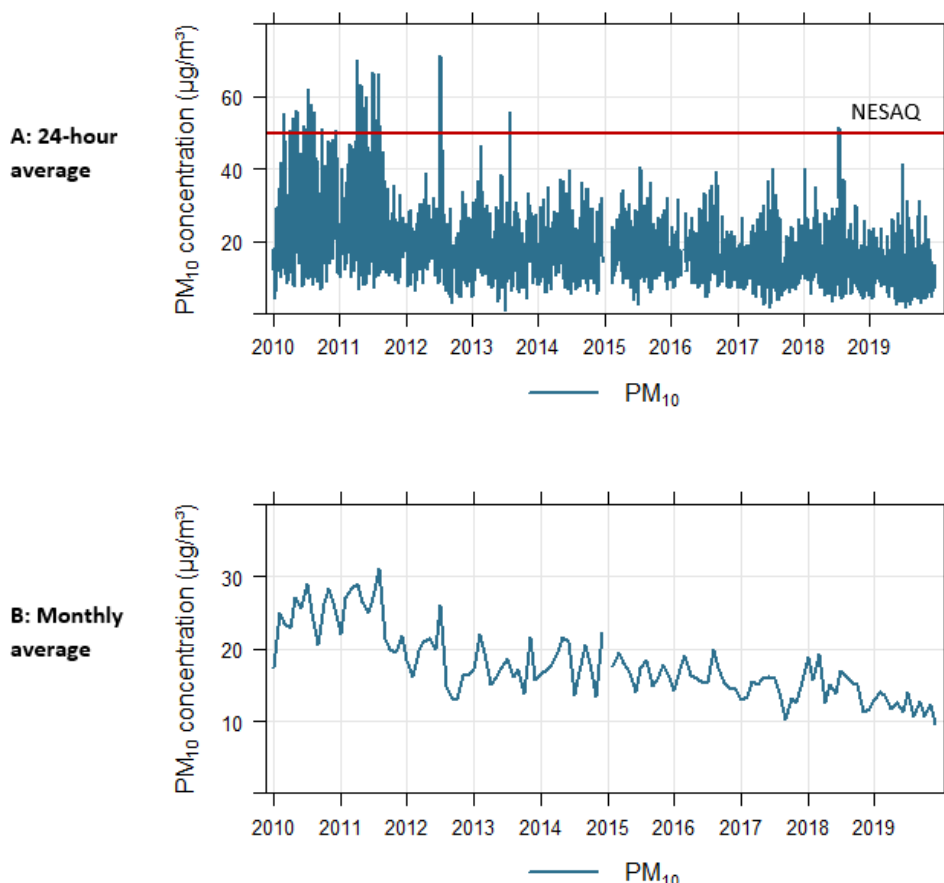 A: 24-hour
average
PM₁₀ concentration (µg/m³)
60
40
20
NESAQ
2010 2011 2012 2013 2014 2015 2016 2017 2018 2019
PM₁₀
B: Monthly
average
PM₁₀ concentration (µg/m³)
30
20
10
2010 2011 2012 2013 2014 2015 2016 2017 2018 2019
PM₁₀